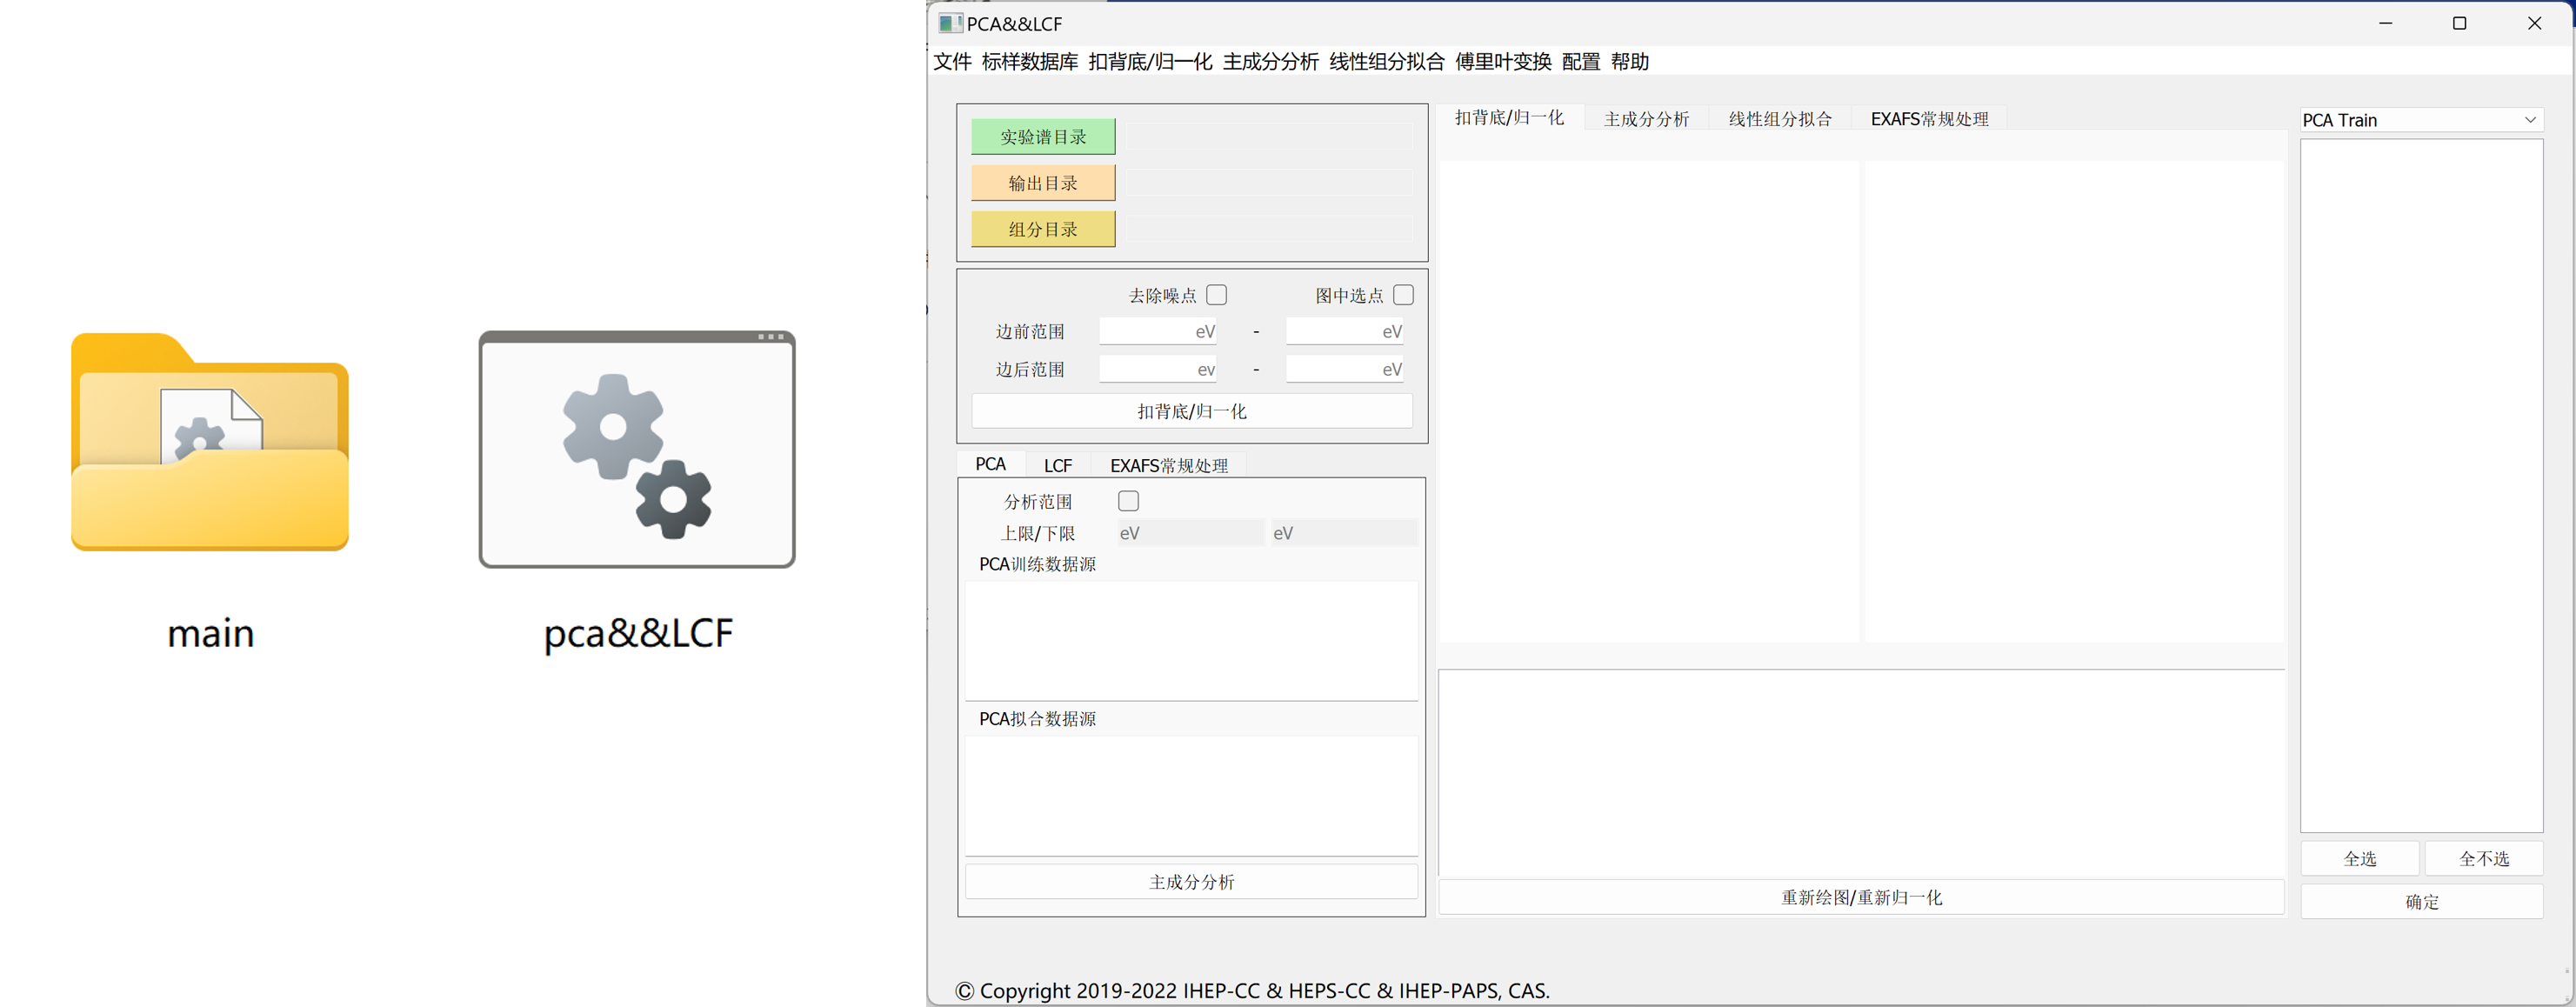 main
pca&&LCF
PCA&&LCF
文件 标样数据库 扣背底/归一化 主成分分析 线性组分拟合 傅里叶变换 配置 帮助
实验谱目录
输出目录
组分目录
去除噪点 图中选点
边前范围 eV - eV
边后范围 ev - eV
扣背底/归一化
PCA LCF EXAFS常规处理
分析范围
上限/下限 eV eV
PCA训练数据源
PCA拟合数据源
主成分分析
扣背底/归一化 主成分分析 线性组分拟合 EXAFS常规处理
重新绘图/重新归一化
PCA Train
全选 全不选
确定
© Copyright 2019-2022 IHEP-CC & HEPS-CC & IHEP-PAPS, CAS.